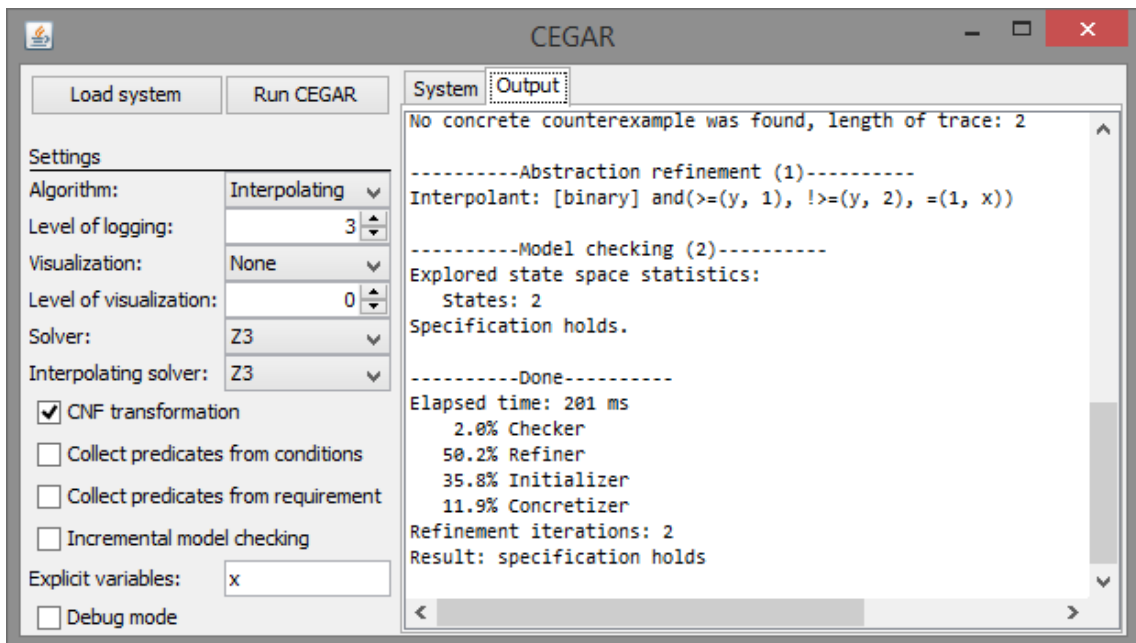 CEGAR
Load system
Run CEGAR
Settings
Algorithm: Interpolating
Level of logging: 3
Visualization: None
Level of visualization: 0
Solver: Z3
Interpolating solver: Z3
CNF transformation
Collect predicates from conditions
Collect predicates from requirement
Incremental model checking
Explicit variables: x
Debug mode
System
Output
No concrete counterexample was found, length of trace: 2
----------Abstraction refinement (1)----------
Interpolant: [binary] and(>=(y, 1), !>=(y, 2), =(1, x))
----------Model checking (2)----------
Explored state space statistics:
States: 2
Specification holds.
----------Done----------
Elapsed time: 201 ms
2.0% Checker
50.2% Refiner
35.8% Initializer
11.9% Concretizer
Refinement iterations: 2
Result: specification holds